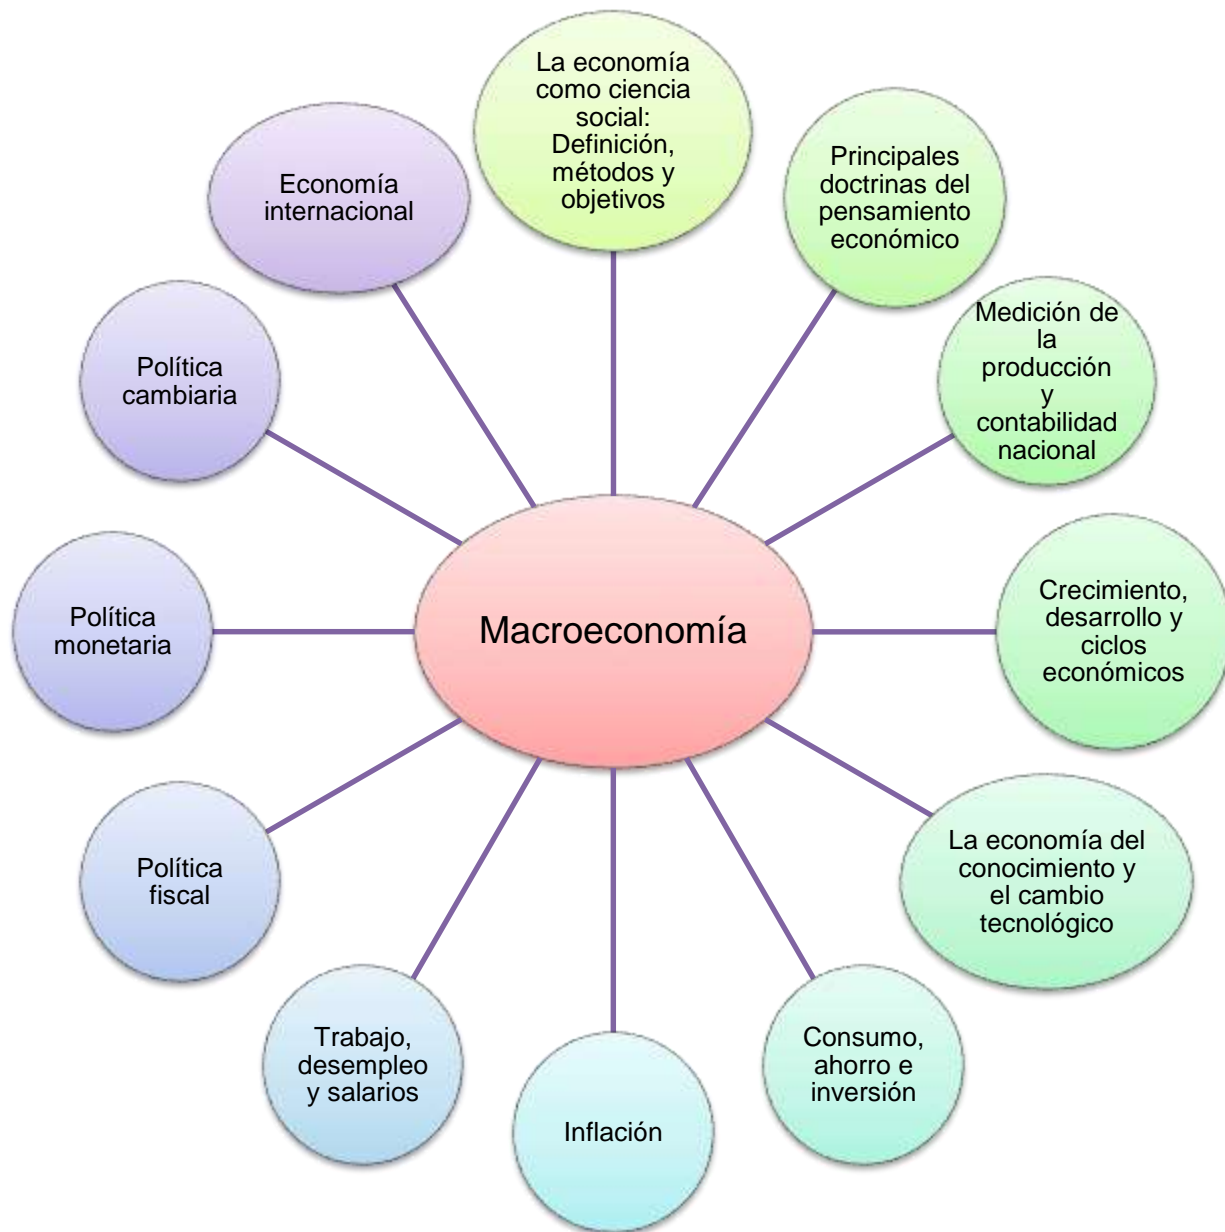 La economía
como ciencia
social:
Definición,
métodos y
objetivos
Principales
doctrinas del
pensamiento
económico
Medición de
la
producción
y
contabilidad
nacional
Crecimiento,
desarrollo y
ciclos
económicos
La economía del
conocimiento y
el cambio
tecnológico
Consumo,
ahorro e
inversión
Inflación
Trabajo,
desempleo
y salarios
Política
fiscal
Política
monetaria
Política
cambiaria
Economía
internacional
Macroeconomía